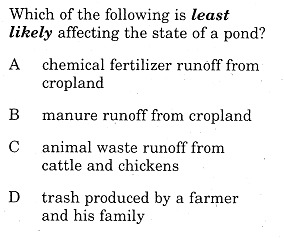 Which of the following is least
likely affecting the state of a pond?
A chemical fertilizer runoff from
cropland
B manure runoff from cropland
C animal waste runoff from
cattle and chickens
D trash produced by a farmer
and his family